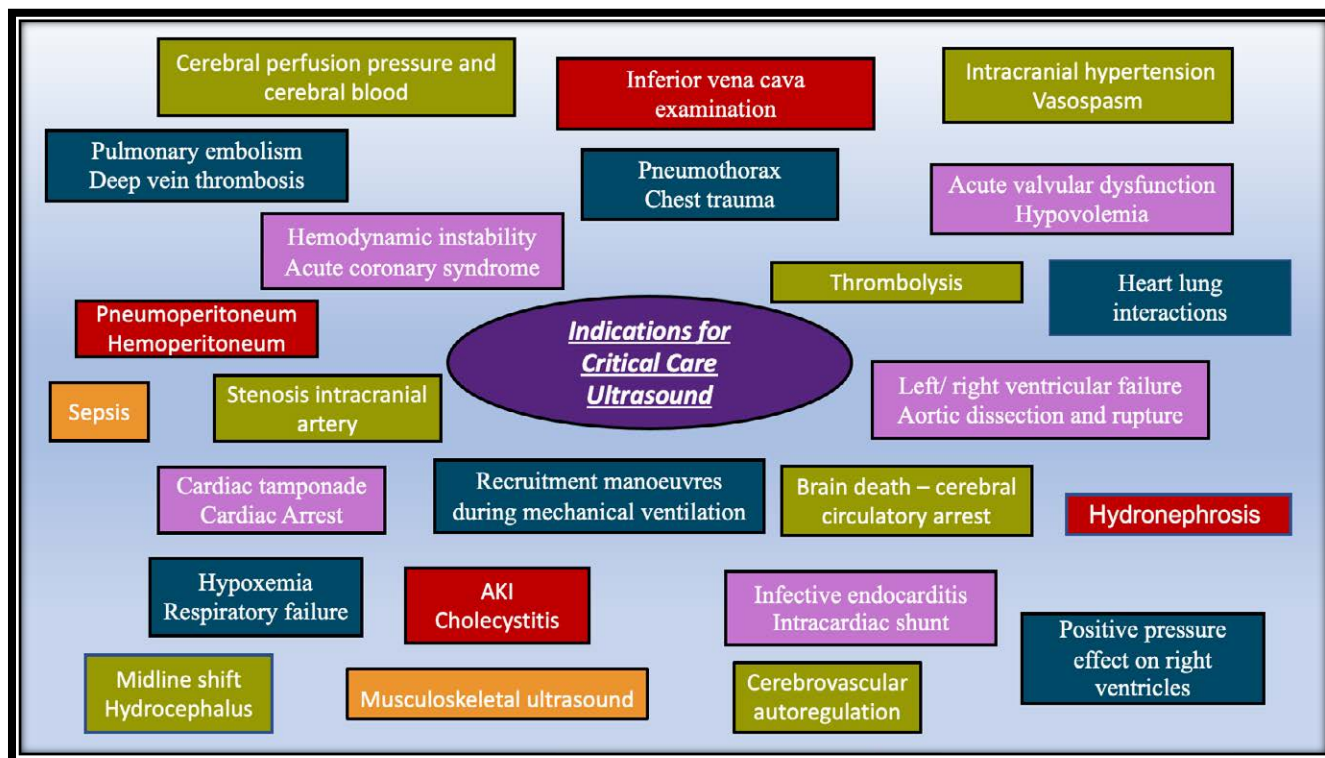 Cerebral perfusion pressure and
cerebral blood
Inferior vena cava
examination
Intracranial hypertension
Vasospasm
Pulmonary embolism
Deep vein thrombosis
Pneumothorax
Chest trauma
Acute valvular dysfunction
Hypovolemia
Hemodynamic instability
Acute coronary syndrome
Thrombolysis
Heart lung
interactions
Pneumoperitoneum
Hemoperitoneum
Indications for
Critical Care
Ultrasound
Left/ right ventricular failure
Aortic dissection and rupture
Sepsis
Stenosis intracranial
artery
Cardiac tamponade
Cardiac Arrest
Recruitment manoeuvres
during mechanical ventilation
Brain death – cerebral
circulatory arrest
Hydronephrosis
Hypoxemia
Respiratory failure
AKI
Cholecystitis
Infective endocarditis
Intracardiac shunt
Positive pressure
effect on right
ventricles
Midline shift
Hydrocephalus
Musculoskeletal ultrasound
Cerebrovascular
autoregulation